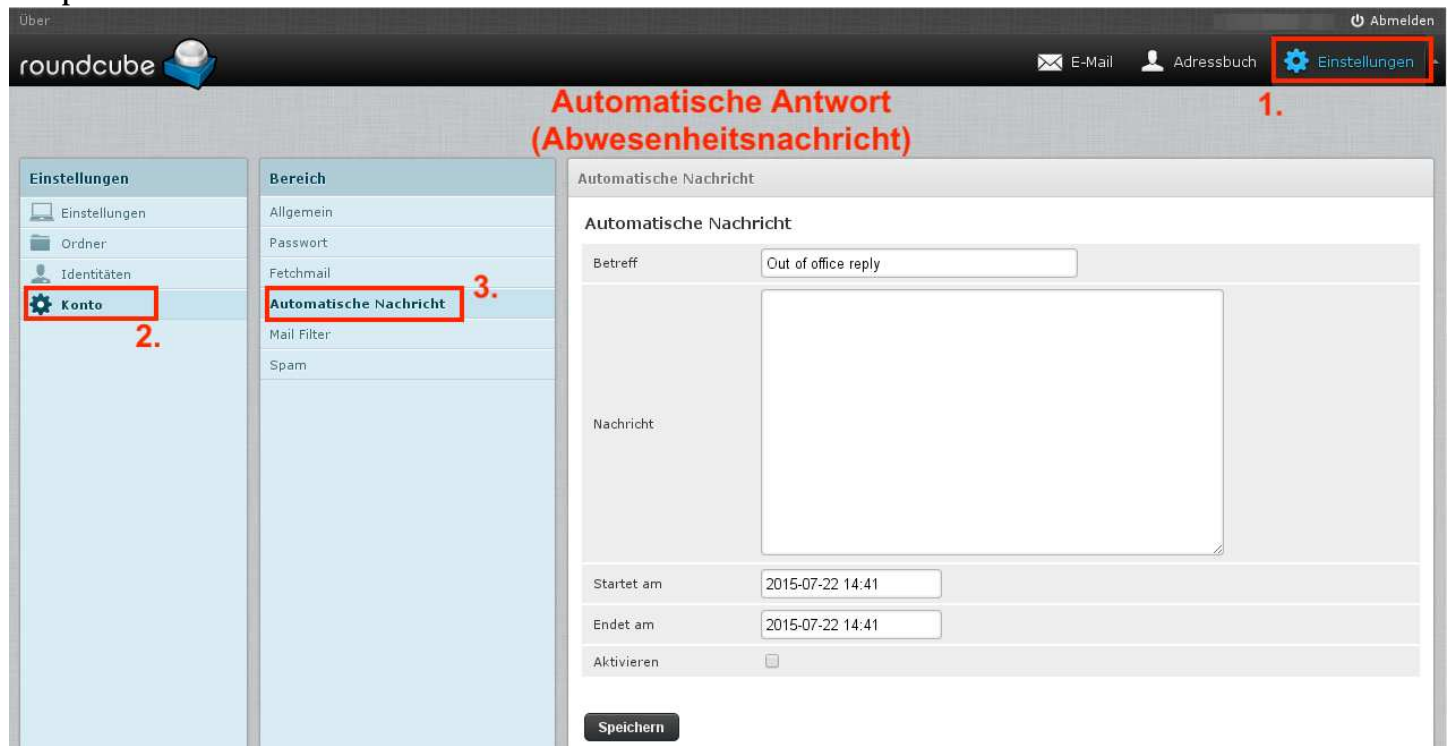 Über
Abmelden
roundcube
E-Mail
Adressbuch
Einstellungen
1.
Automatische Antwort
(Abwesenheitsnachricht)
Einstellungen
Einstellungen
Ordner
Identitäten
Konto
2.
Bereich
Allgemein
Passwort
Fetchmail
Automatische Nachricht
3.
Mail Filter
Spam
Automatische Nachricht
Automatische Nachricht
Betreff
Out of office reply
Nachricht
Startet am
2015-07-22 14:41
Endet am
2015-07-22 14:41
Aktivieren
Speichern